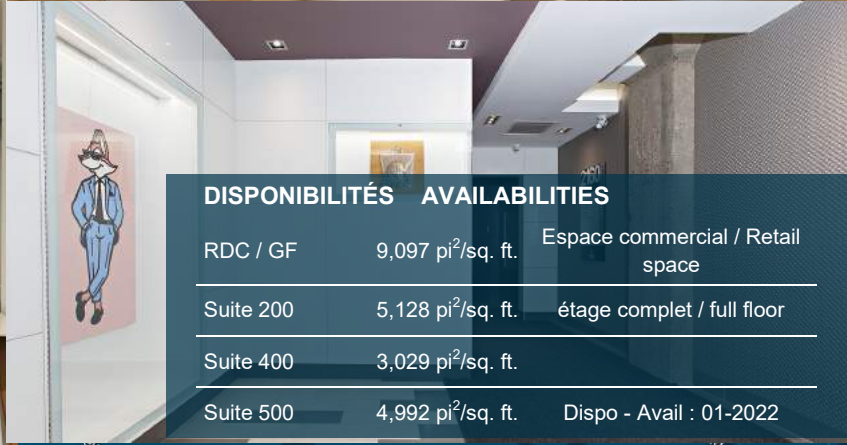 DISPONIBILITÉS AVAILABILITIES
RDC / GF 9,097 pi²/sq. ft. Espace commercial / Retail space
Suite 200 5,128 pi²/sq. ft. étage complet / full floor
Suite 400 3,029 pi²/sq. ft.
Suite 500 4,992 pi²/sq. ft. Dispo - Avail : 01-2022